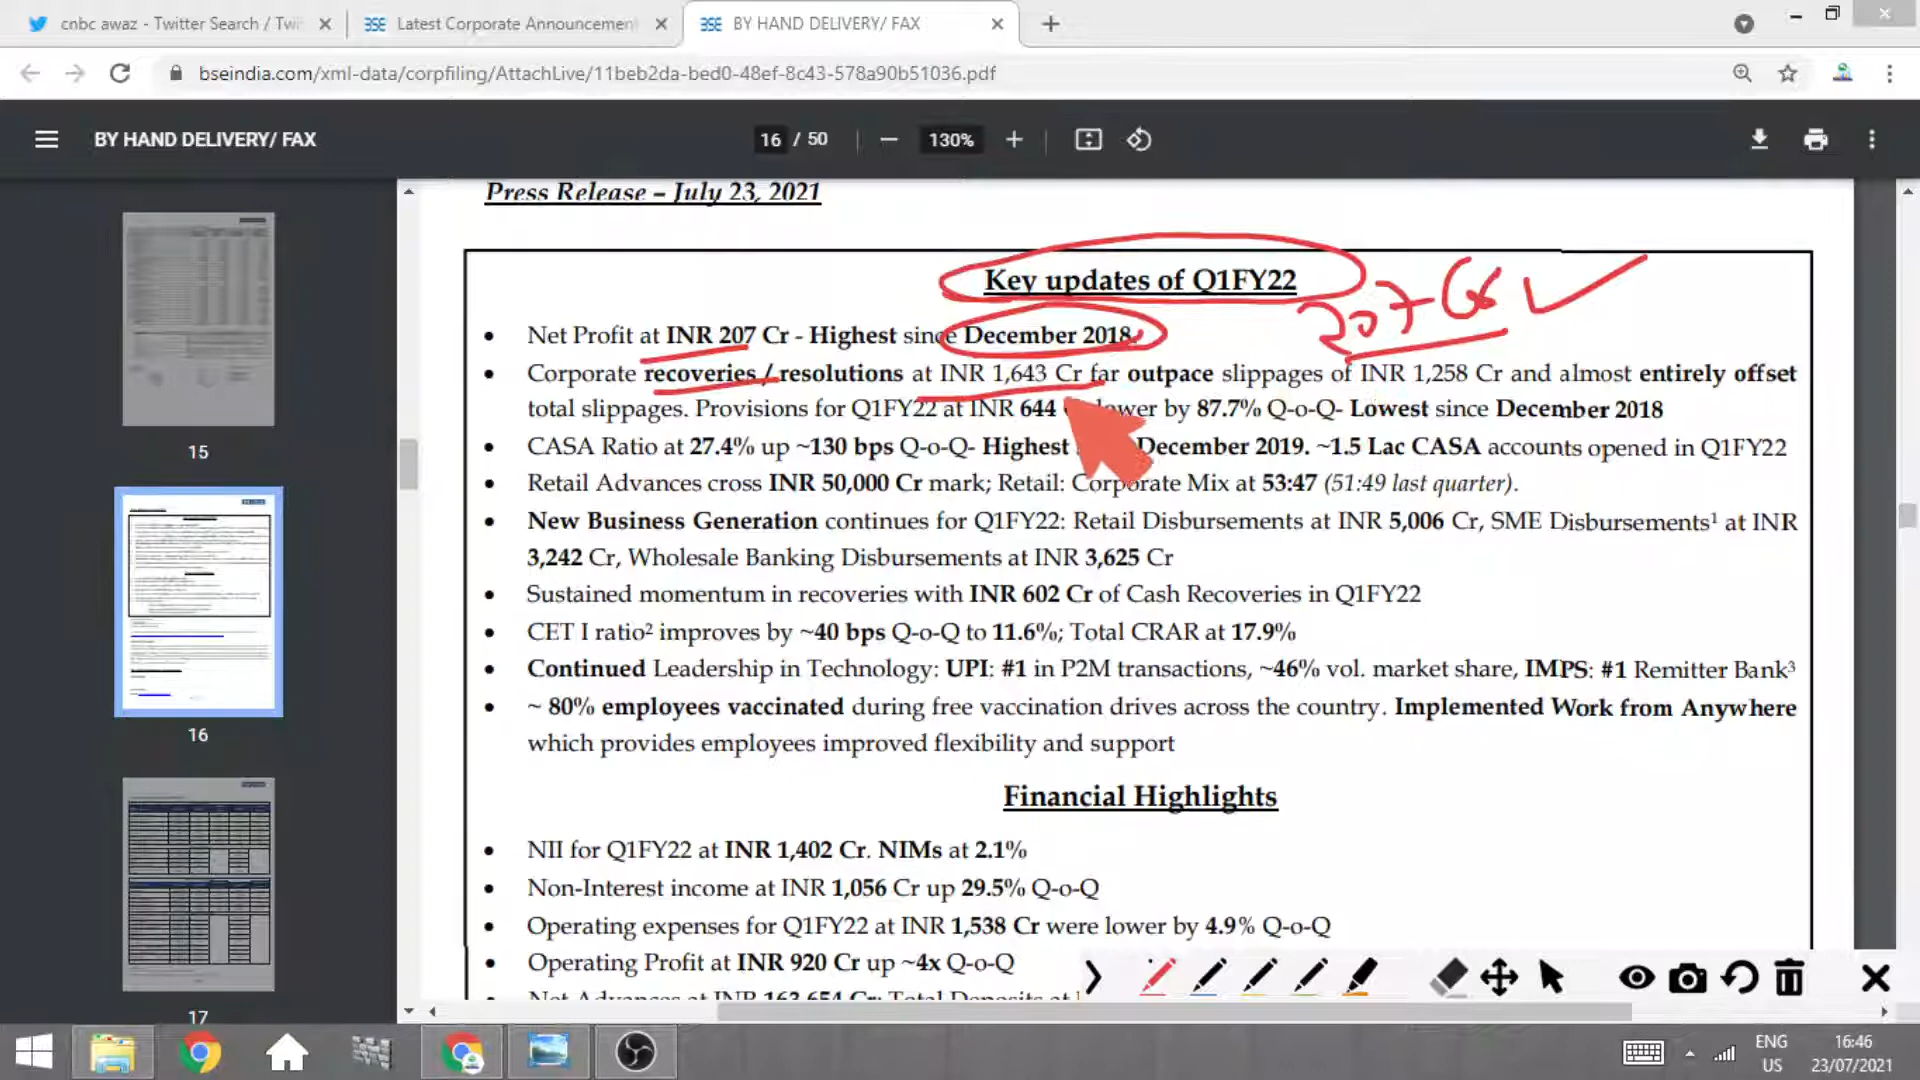 cnbc awaz - Twitter Search / Twi
Latest Corporate Announcement
BY HAND DELIVERY/ FAX
bseindia.com/xml-data/corpfiling/AttachLive/11beb2da-bed0-48ef-8c43-578a90b51036.pdf
BY HAND DELIVERY/ FAX
16 / 50
130%
15
16
17
Press Release – July 23, 2021
Key updates of Q1FY22
207 Cr
• Net Profit at INR 207 Cr - Highest since December 2018.
• Corporate recoveries / resolutions at INR 1,643 Cr far outpace slippages of INR 1,258 Cr and almost entirely offset
total slippages. Provisions for Q1FY22 at INR 644 lower by 87.7% Q-o-Q- Lowest since December 2018
• CASA Ratio at 27.4% up ~130 bps Q-o-Q- Highest December 2019. ~1.5 Lac CASA accounts opened in Q1FY22
• Retail Advances cross INR 50,000 Cr mark; Retail: Corporate Mix at 53:47 (51:49 last quarter).
• New Business Generation continues for Q1FY22: Retail Disbursements at INR 5,006 Cr, SME Disbursements¹ at INR
3,242 Cr, Wholesale Banking Disbursements at INR 3,625 Cr
• Sustained momentum in recoveries with INR 602 Cr of Cash Recoveries in Q1FY22
• CET I ratio² improves by ~40 bps Q-o-Q to 11.6%; Total CRAR at 17.9%
• Continued Leadership in Technology: UPI: #1 in P2M transactions, ~46% vol. market share, IMPS: #1 Remitter Bank³
• ~ 80% employees vaccinated during free vaccination drives across the country. Implemented Work from Anywhere
which provides employees improved flexibility and support
Financial Highlights
• NII for Q1FY22 at INR 1,402 Cr. NIMs at 2.1%
• Non-Interest income at INR 1,056 Cr up 29.5% Q-o-Q
• Operating expenses for Q1FY22 at INR 1,538 Cr were lower by 4.9% Q-o-Q
• Operating Profit at INR 920 Cr up ~4x Q-o-Q
• Net Advances at INR 163,654 Cr; Total Deposits at
ENG
US
16:46
23/07/2021